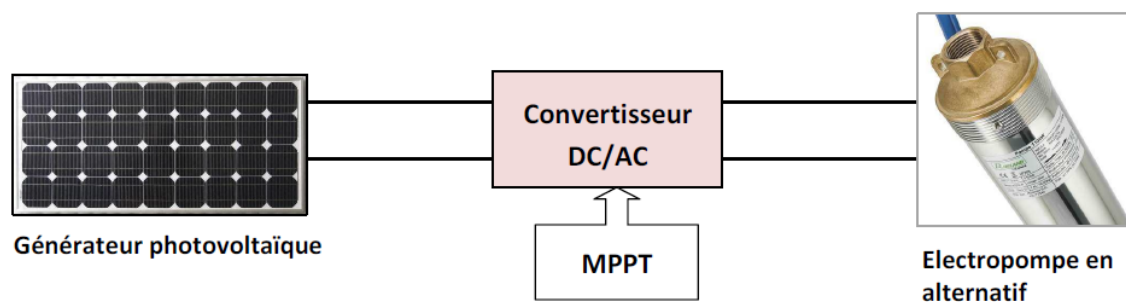 Convertisseur
DC/AC
Générateur photovoltaïque
MPPT
Electropompe en
alternatif